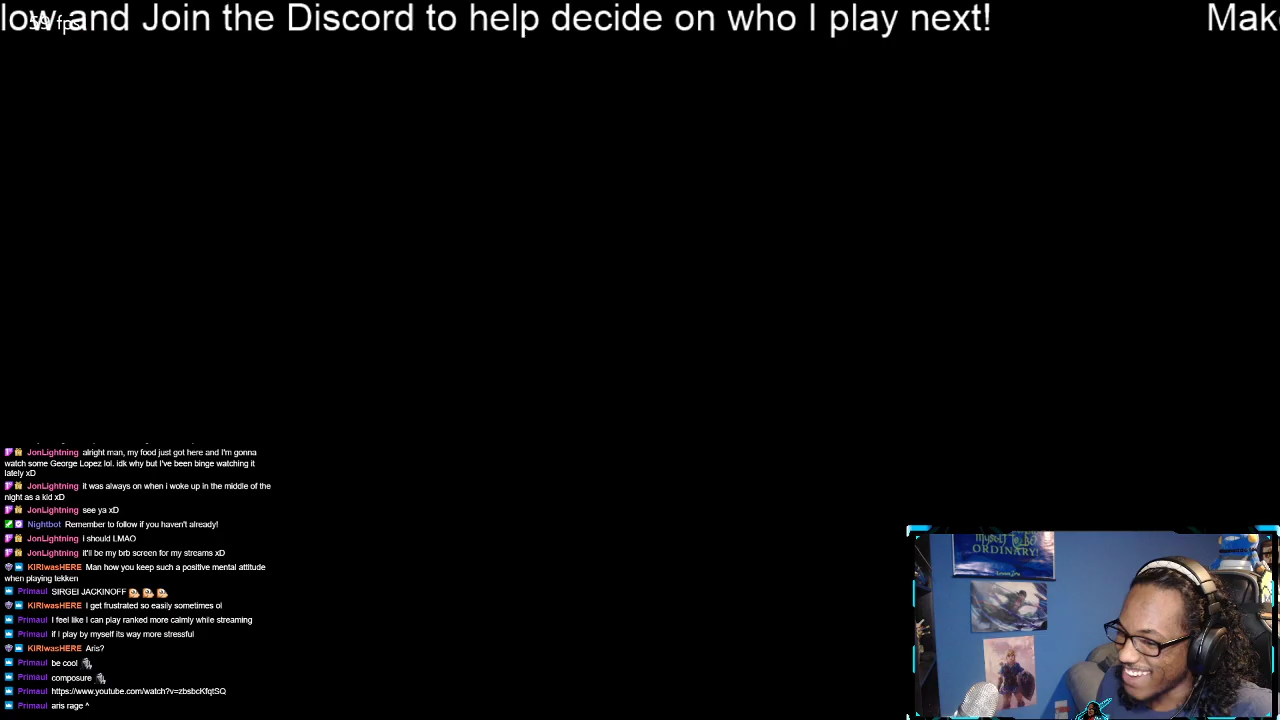 low and Join the Discord to help decide on who I play next!
Mak
59 fps
JonLightning alright man, my food just got here and I'm gonna
watch some George Lopez lol. idk why but I've been binge watching it
lately xD
JonLightning it was always on when i woke up in the middle of the
night as a kid xD
JonLightning see ya xD
Nightbot Remember to follow if you haven't already!
JonLightning I should LMAO
JonLightning it'll be my brb screen for my streams xD
KIRIwasHERE Man how you keep such a positive mental attitude
when playing tekken
Primaul SIRGEI JACKINOFF
KIRIwasHERE I get frustrated so easily sometimes ol
Primaul I feel like I can play ranked more calmly while streaming
Primaul if i play by myself its way more stressful
KIRIwasHERE Aris?
Primaul be cool
Primaul composure
Primaul https://www.youtube.com/watch?v=zbsbcKfqtSQ
Primaul aris rage ^
myself to be
ORDINARY!